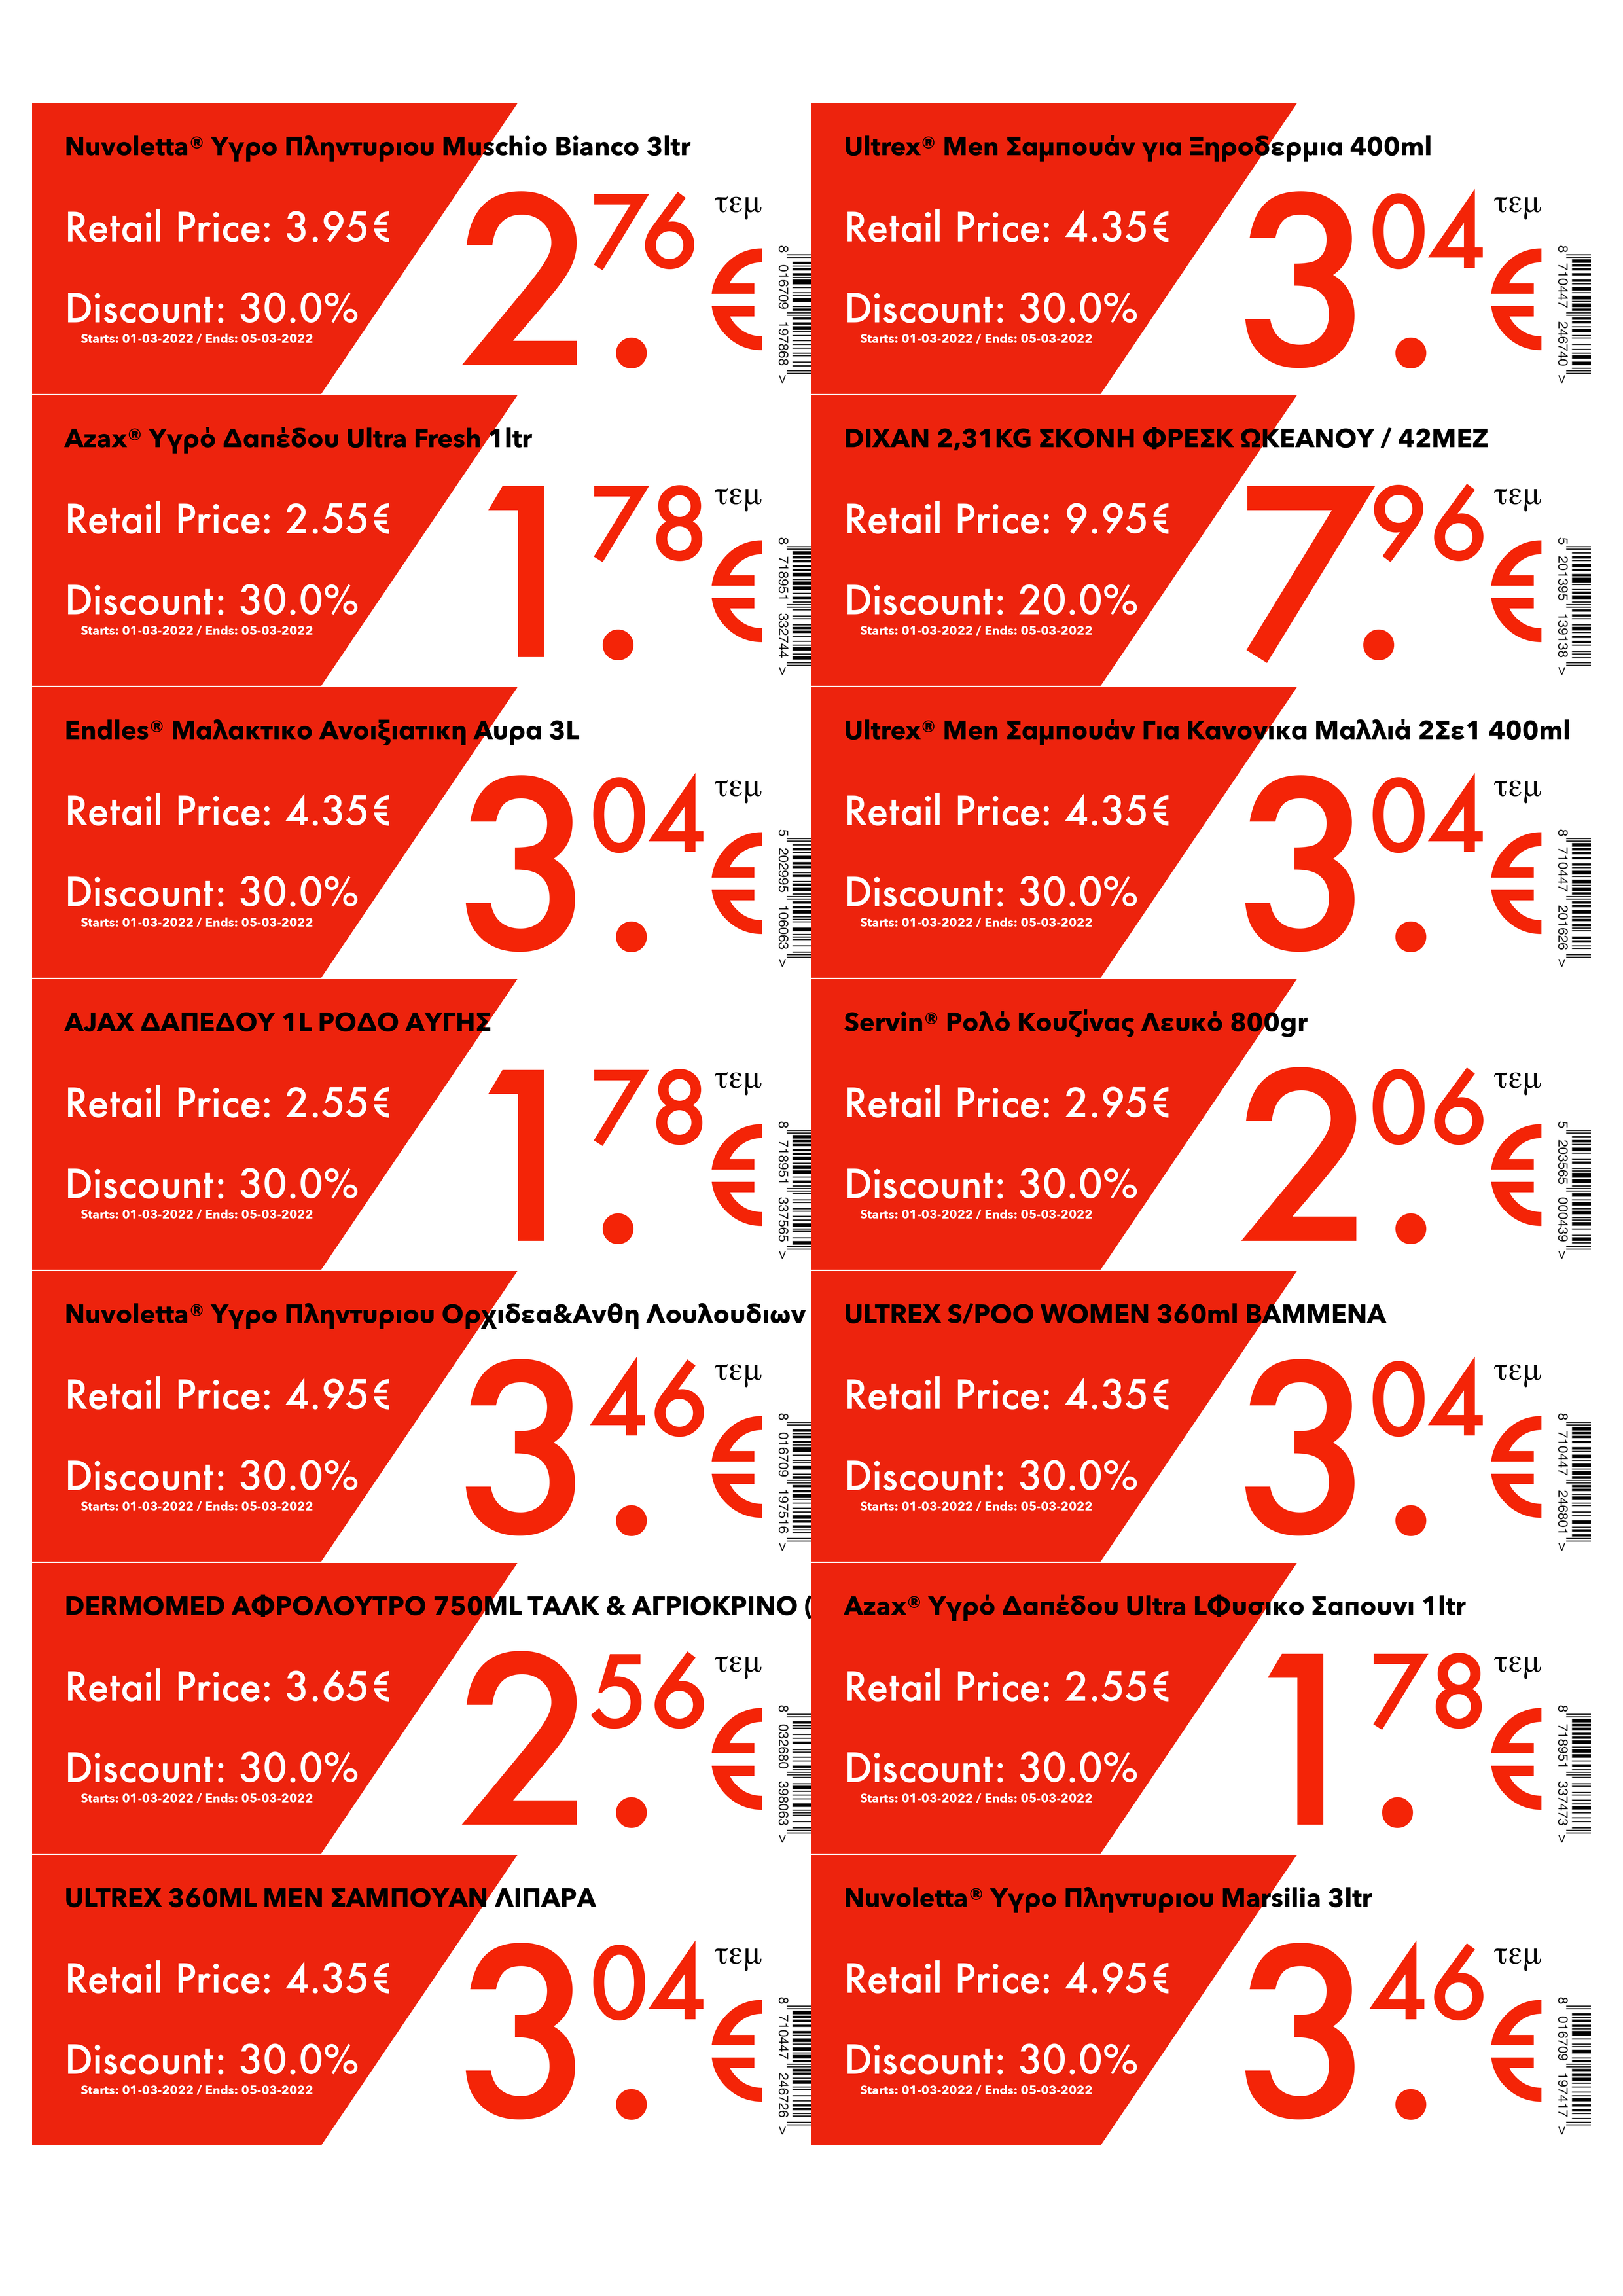 Nuvoletta® Υγρο Πληντυριου Muschio Bianco 3ltr
Retail Price: 3.95€
Discount: 30.0%
Starts: 01-03-2022 / Ends: 05-03-2022
2.76
τεμ
€
8 016709 197868 >
Ultrex® Men Σαμπουάν για Ξηροδερμια 400ml
Retail Price: 4.35€
Discount: 30.0%
Starts: 01-03-2022 / Ends: 05-03-2022
3.04
τεμ
€
8 710447 246740 >
Azax® Υγρό Δαπέδου Ultra Fresh 1ltr
Retail Price: 2.55€
Discount: 30.0%
Starts: 01-03-2022 / Ends: 05-03-2022
1.78
τεμ
€
8 718951 332744 >
DIXAN 2,31KG ΣΚΟΝΗ ΦΡΕΣΚ ΩΚΕΑΝΟΥ / 42ΜΕΖ
Retail Price: 9.95€
Discount: 20.0%
Starts: 01-03-2022 / Ends: 05-03-2022
7.96
τεμ
€
5 201395 139138 >
Endles® Μαλακτικο Ανοιξιατικη Αυρα 3L
Retail Price: 4.35€
Discount: 30.0%
Starts: 01-03-2022 / Ends: 05-03-2022
3.04
τεμ
€
5 202995 106063 >
Ultrex® Men Σαμπουάν Για Κανονικα Μαλλιά 2Σε1 400ml
Retail Price: 4.35€
Discount: 30.0%
Starts: 01-03-2022 / Ends: 05-03-2022
3.04
τεμ
€
8 710447 201626 >
AJAX ΔΑΠΕΔΟΥ 1L ΡΟΔΟ ΑΥΓΗΣ
Retail Price: 2.55€
Discount: 30.0%
Starts: 01-03-2022 / Ends: 05-03-2022
1.78
τεμ
€
8 718951 337565 >
Servin® Ρολό Κουζίνας Λευκό 800gr
Retail Price: 2.95€
Discount: 30.0%
Starts: 01-03-2022 / Ends: 05-03-2022
2.06
τεμ
€
5 203565 000439 >
Nuvoletta® Υγρο Πληντυριου Ορχιδεα&Ανθη Λουλουδιων
Retail Price: 4.95€
Discount: 30.0%
Starts: 01-03-2022 / Ends: 05-03-2022
3.46
τεμ
€
8 016709 197516 >
ULTREX S/POO WOMEN 360ml ΒΑΜΜΕΝΑ
Retail Price: 4.35€
Discount: 30.0%
Starts: 01-03-2022 / Ends: 05-03-2022
3.04
τεμ
€
8 710447 246801 >
DERMOMED ΑΦΡΟΛΟΥΤΡΟ 750ML ΤΑΛΚ & ΑΓΡΙΟΚΡΙΝΟ (
Retail Price: 3.65€
Discount: 30.0%
Starts: 01-03-2022 / Ends: 05-03-2022
2.56
τεμ
€
8 032680 398063 >
Azax® Υγρό Δαπέδου Ultra LΦυσικο Σαπουνι 1ltr
Retail Price: 2.55€
Discount: 30.0%
Starts: 01-03-2022 / Ends: 05-03-2022
1.78
τεμ
€
8 718951 337473 >
ULTREX 360ML MEN ΣΑΜΠΟΥΑΝ ΛΙΠΑΡΑ
Retail Price: 4.35€
Discount: 30.0%
Starts: 01-03-2022 / Ends: 05-03-2022
3.04
τεμ
€
8 710447 246726 >
Nuvoletta® Υγρο Πληντυριου Marsilia 3ltr
Retail Price: 4.95€
Discount: 30.0%
Starts: 01-03-2022 / Ends: 05-03-2022
3.46
τεμ
€
8 016709 197417 >